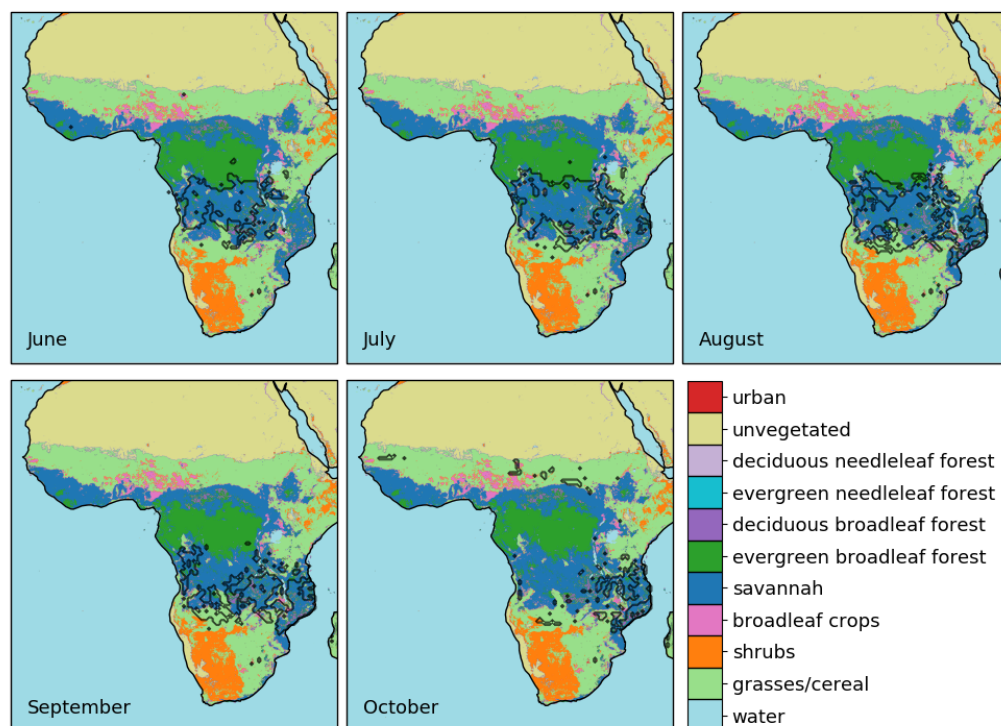 June
July
August
September
October
urban
unvegetated
deciduous needleleaf forest
evergreen needleleaf forest
deciduous broadleaf forest
evergreen broadleaf forest
savannah
broadleaf crops
shrubs
grasses/cereal
water